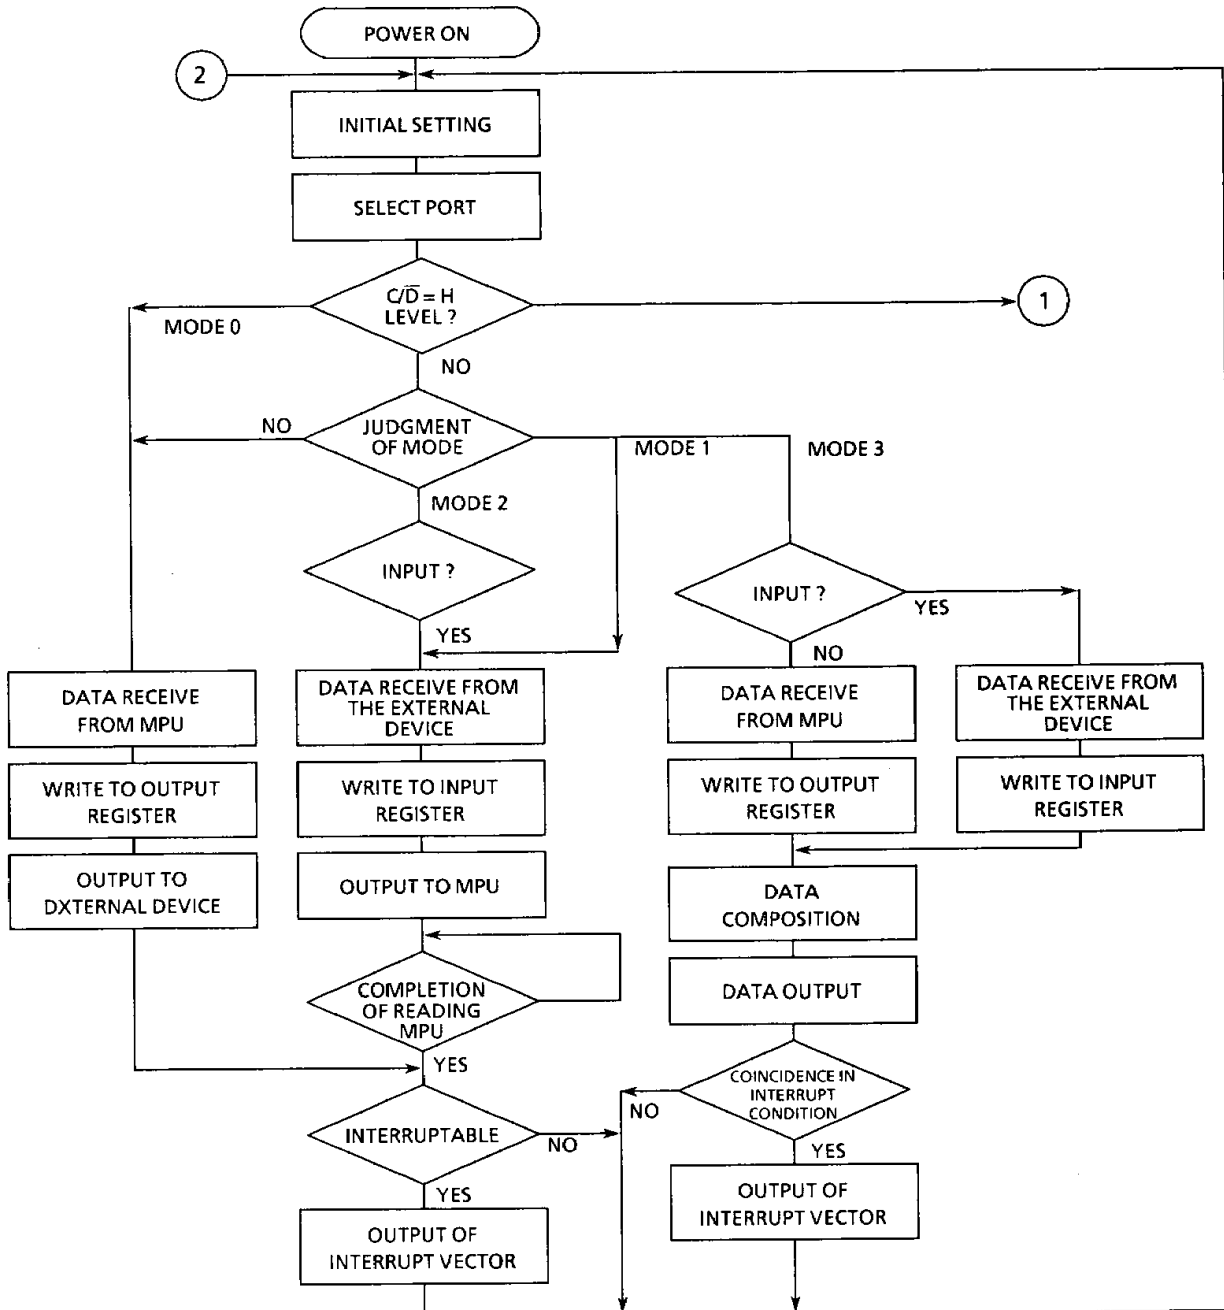 POWER ON
2
INITIAL SETTING
SELECT PORT
C/D̅ = H
LEVEL ?
1
MODE 0
NO
NO
JUDGMENT
OF MODE
MODE 1
MODE 3
MODE 2
INPUT ?
INPUT ?
YES
YES
NO
DATA RECEIVE
FROM MPU
DATA RECEIVE FROM
THE EXTERNAL
DEVICE
DATA RECEIVE
FROM MPU
DATA RECEIVE FROM
THE EXTERNAL
DEVICE
WRITE TO OUTPUT
REGISTER
WRITE TO INPUT
REGISTER
WRITE TO OUTPUT
REGISTER
WRITE TO INPUT
REGISTER
OUTPUT TO
DXTERNAL DEVICE
OUTPUT TO MPU
DATA
COMPOSITION
COMPLETION
OF READING
MPU
DATA OUTPUT
YES
COINCIDENCE IN
INTERRUPT
CONDITION
NO
INTERRUPTABLE
NO
YES
YES
OUTPUT OF
INTERRUPT VECTOR
OUTPUT OF
INTERRUPT VECTOR